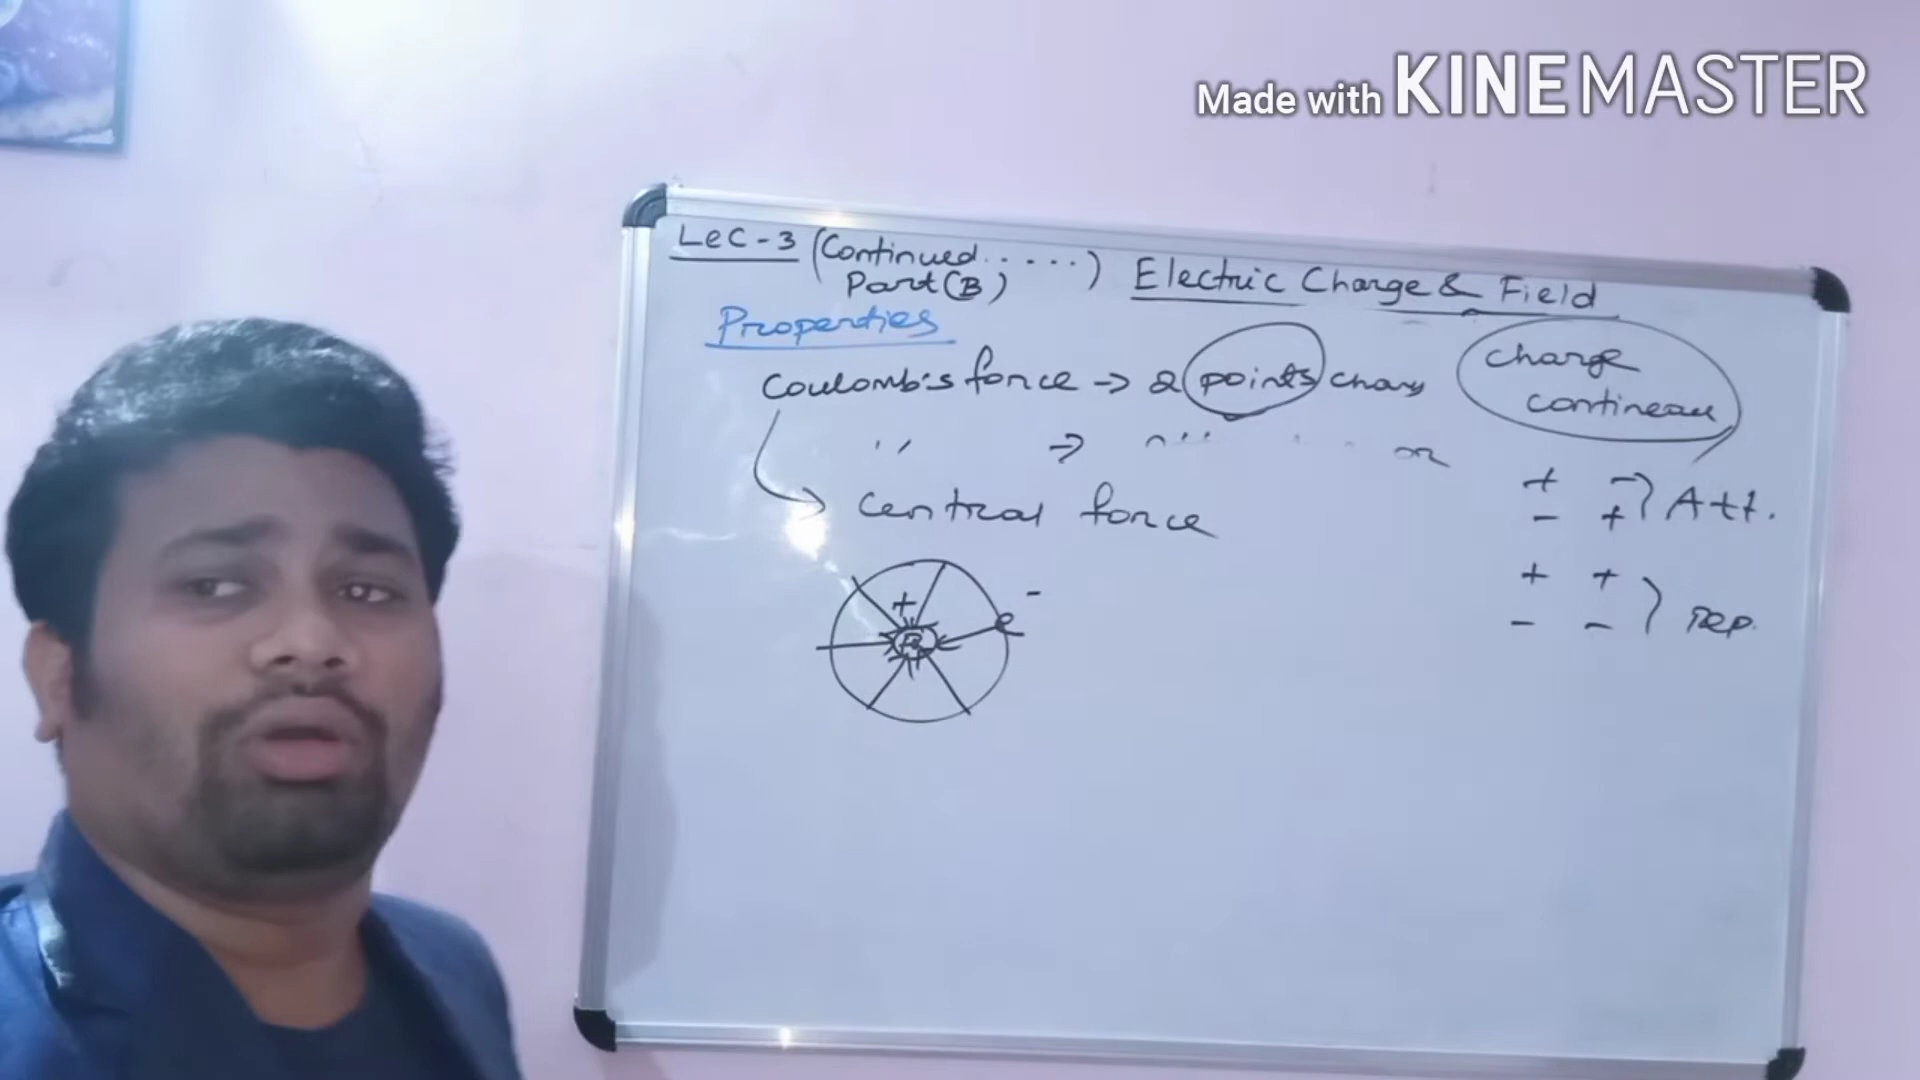 Made with KINEMASTER
Lec-3 (Continued.....) Electric Charge & Field
Part (B)
Properties
Coulomb's force → 2 points charg
charge
contineau
" → or
Central force
+ -
- + } Att.
+ +
- - } rep.
+
e -